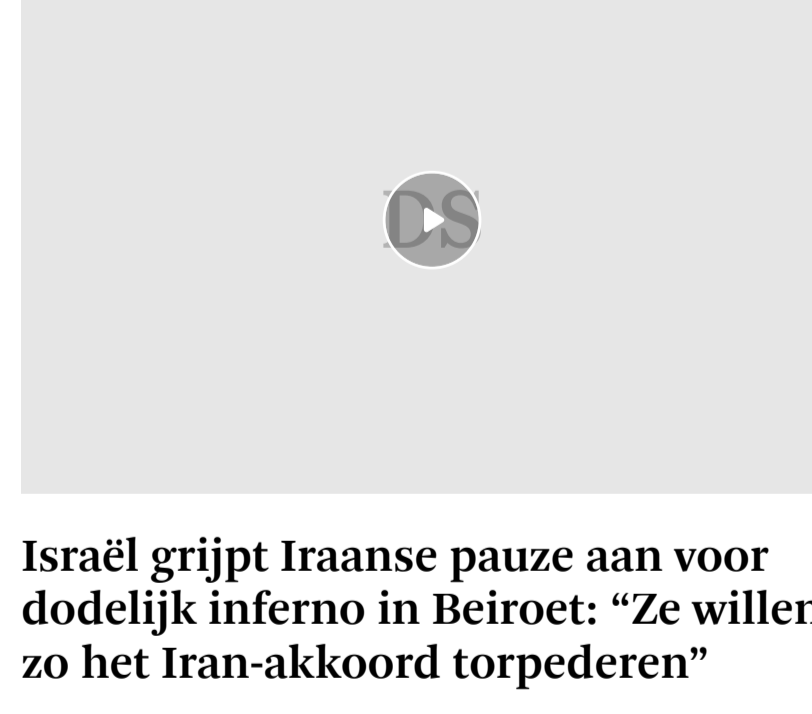 DS
Israël grijpt Iraanse pauze aan voor
dodelijk inferno in Beiroet: “Ze willen
zo het Iran-akkoord torpederen”